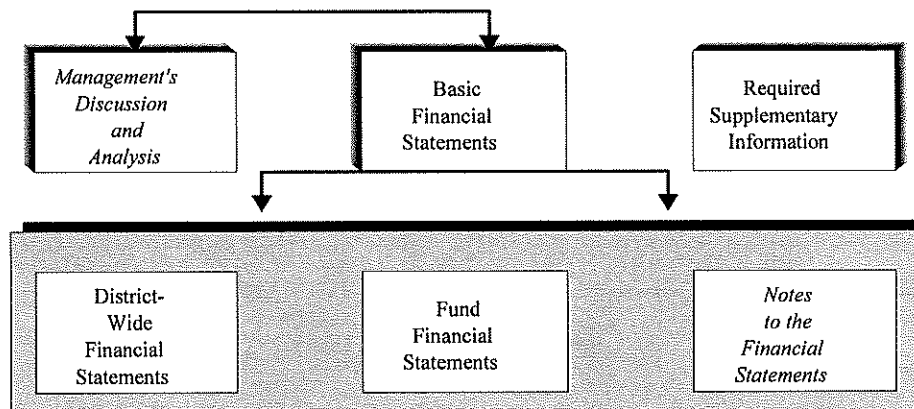 Management's
Discussion
and
Analysis
Basic
Financial
Statements
Required
Supplementary
Information
District-
Wide
Financial
Statements
Fund
Financial
Statements
Notes
to the
Financial
Statements